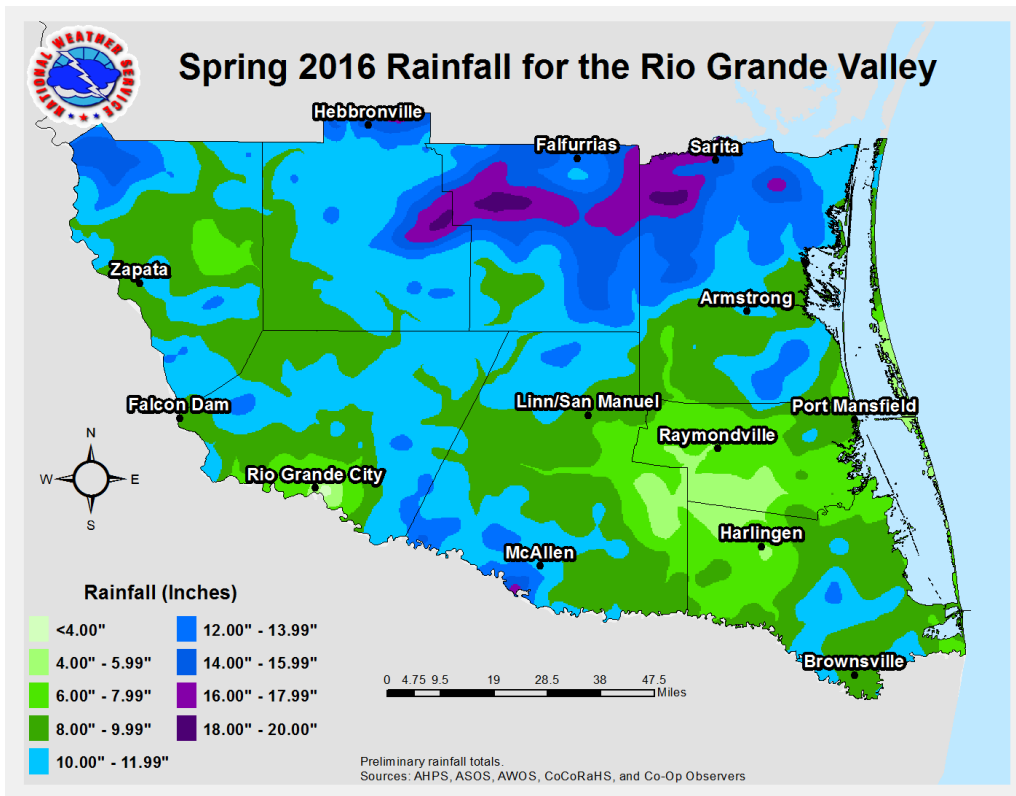 NATIONAL WEATHER SERVICE
Spring 2016 Rainfall for the Rio Grande Valley
Hebbronville
Falfurrias
Sarita
Zapata
Armstrong
Falcon Dam
Linn/San Manuel
Port Mansfield
Raymondville
N
W
E
S
Rio Grande City
Harlingen
McAllen
Brownsville
Rainfall (Inches)
<4.00"
4.00" - 5.99"
6.00" - 7.99"
8.00" - 9.99"
10.00" - 11.99"
12.00" - 13.99"
14.00" - 15.99"
16.00" - 17.99"
18.00" - 20.00"
0 4.75 9.5 19 28.5 38 47.5
Miles
Preliminary rainfall totals.
Sources: AHPS, ASOS, AWOS, CoCoRaHS, and Co-Op Observers